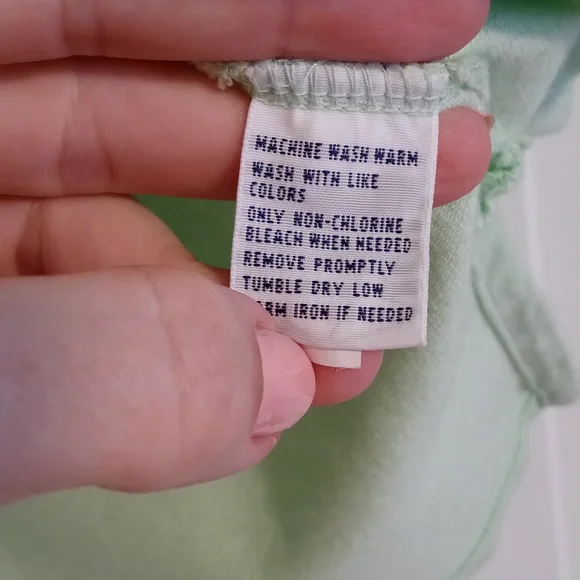 MACHINE WASH WARM
WASH WITH LIKE
COLORS
ONLY NON-CHLORINE
BLEACH WHEN NEEDED
REMOVE PROMPTLY
TUMBLE DRY LOW
IRON IF NEEDED